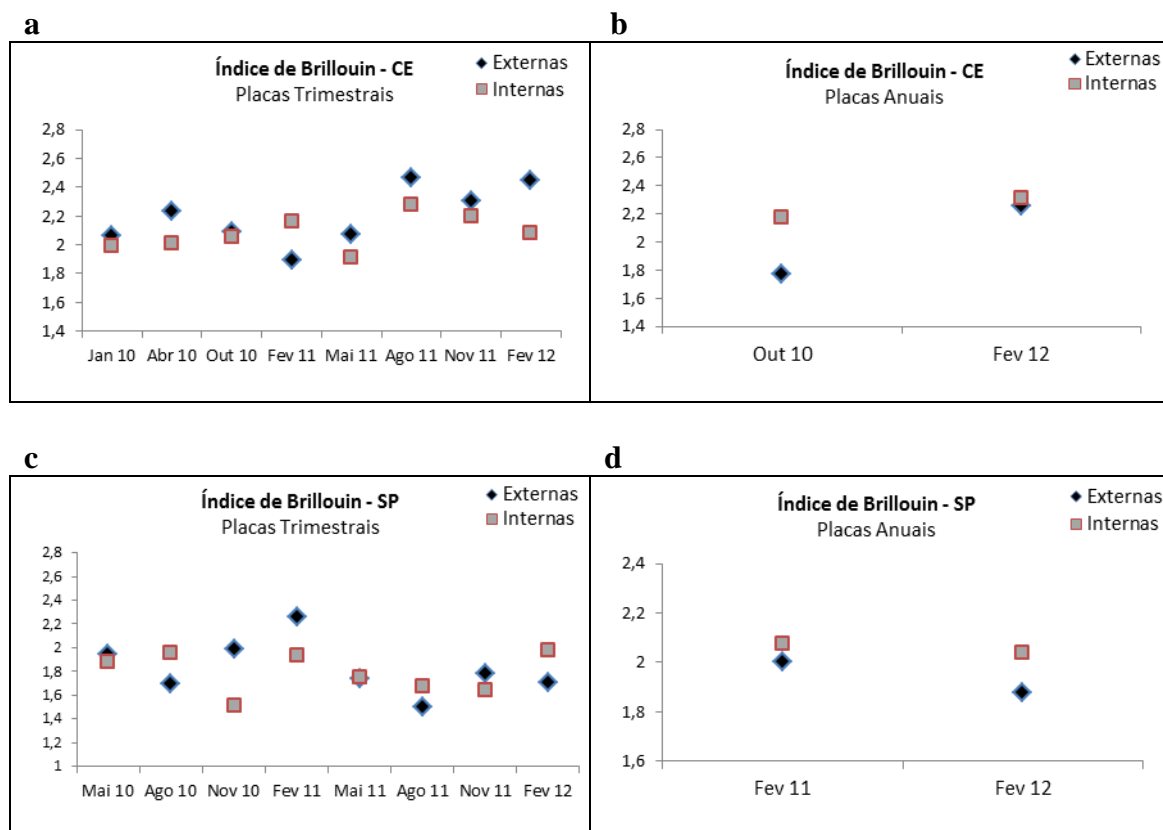 a
Índice de Brillouin - CE
Placas Trimestrais
Externas
Internas
2,8
2,6
2,4
2,2
2
1,8
1,6
1,4
Jan 10 Abr 10 Out 10 Fev 11 Mai 11 Ago 11 Nov 11 Fev 12
b
Índice de Brillouin - CE
Placas Anuais
Externas
Internas
2,8
2,6
2,4
2,2
2
1,8
1,6
1,4
Out 10 Fev 12
c
Índice de Brillouin - SP
Placas Trimestrais
Externas
Internas
2,8
2,6
2,4
2,2
2
1,8
1,6
1,4
1,2
1
Mai 10 Ago 10 Nov 10 Fev 11 Mai 11 Ago 11 Nov 11 Fev 12
d
Índice de Brillouin - SP
Placas Anuais
Externas
Internas
2,4
2,2
2
1,8
1,6
Fev 11 Fev 12